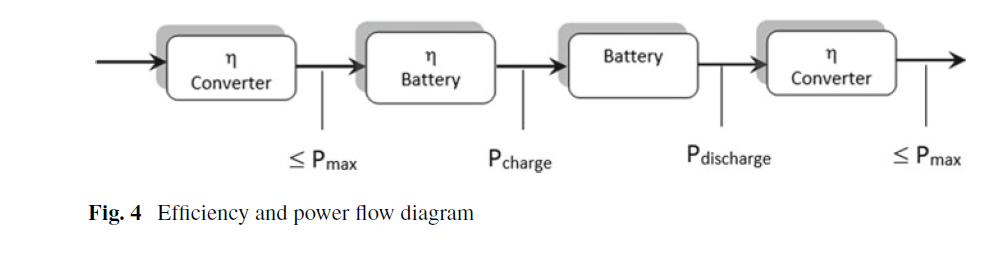 η
Converter
η
Battery
Battery
η
Converter
≤ Pmax
Pcharge
Pdischarge
≤ Pmax
Fig. 4 Efficiency and power flow diagram